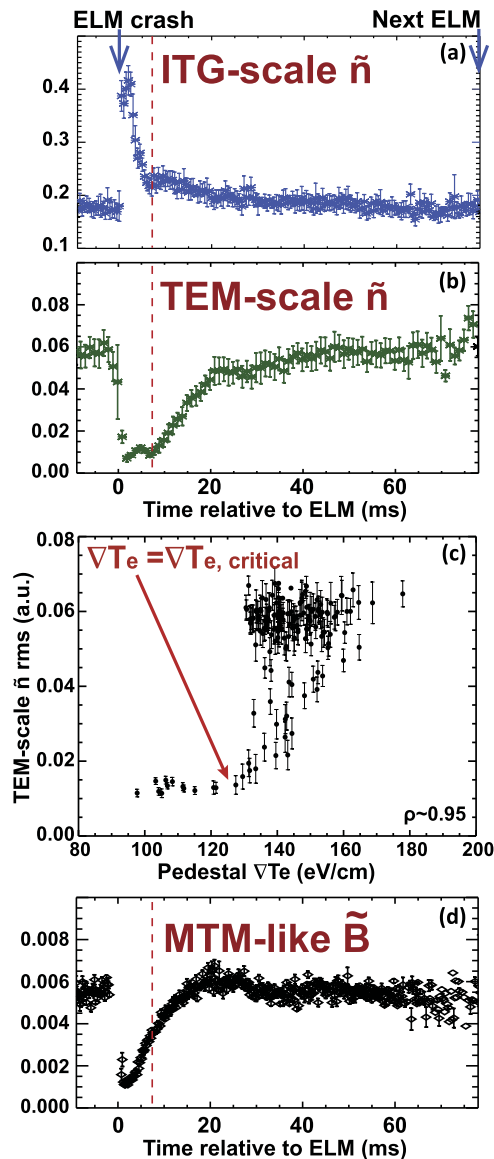 ELM crash
Next ELM
(a)
ITG-scale ñ
0.4
0.3
0.2
0.1
(b)
TEM-scale ñ
0.08
0.06
0.04
0.02
0.00
0 20 40 60
Time relative to ELM (ms)
(c)
∇Te =∇Te, critical
TEM-scale ñ rms (a.u.)
0.08
0.06
0.04
0.02
0.00
ρ~0.95
80 100 120 140 160 180 200
Pedestal ∇Te (eV/cm)
(d)
MTM-like B̃
0.008
0.006
0.004
0.002
0.000
0 20 40 60
Time relative to ELM (ms)